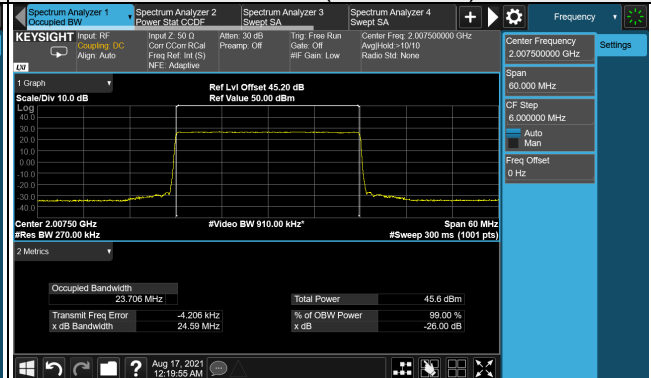 Spectrum Analyzer 1
Occupied BW
Spectrum Analyzer 2
Power Stat CCDF
Spectrum Analyzer 3
Swept SA
Spectrum Analyzer 4
Swept SA
Frequency
KEYSIGHT
Input: RF
Coupling: DC
Align: Auto
Input Z: 50 Ω
Corr CCorr RCal
Freq Ref: Int (S)
NFE: Adaptive
Atten: 30 dB
Preamp: Off
Trig: Free Run
Gate: Off
#IF Gain: Low
Center Freq: 2.007500000 GHz
Avg|Hold:>10/10
Radio Std: None
LXI
Center Frequency
2.007500000 GHz
Settings
Span
60.000 MHz
CF Step
6.000000 MHz
Auto
Man
Freq Offset
0 Hz
1 Graph
Scale/Div 10.0 dB
Ref Lvl Offset 45.20 dB
Ref Value 50.00 dBm
Log
40.0
30.0
20.0
10.0
0.00
-10.0
-20.0
-30.0
-40.0
Center 2.00750 GHz
#Video BW 910.00 kHz*
Span 60 MHz
#Res BW 270.00 kHz
#Sweep 300 ms (1001 pts)
2 Metrics
Occupied Bandwidth
23.706 MHz
Total Power
45.6 dBm
Transmit Freq Error
-4.206 kHz
% of OBW Power
99.00 %
x dB Bandwidth
24.59 MHz
x dB
-26.00 dB
Aug 17, 2021
12:19:55 AM